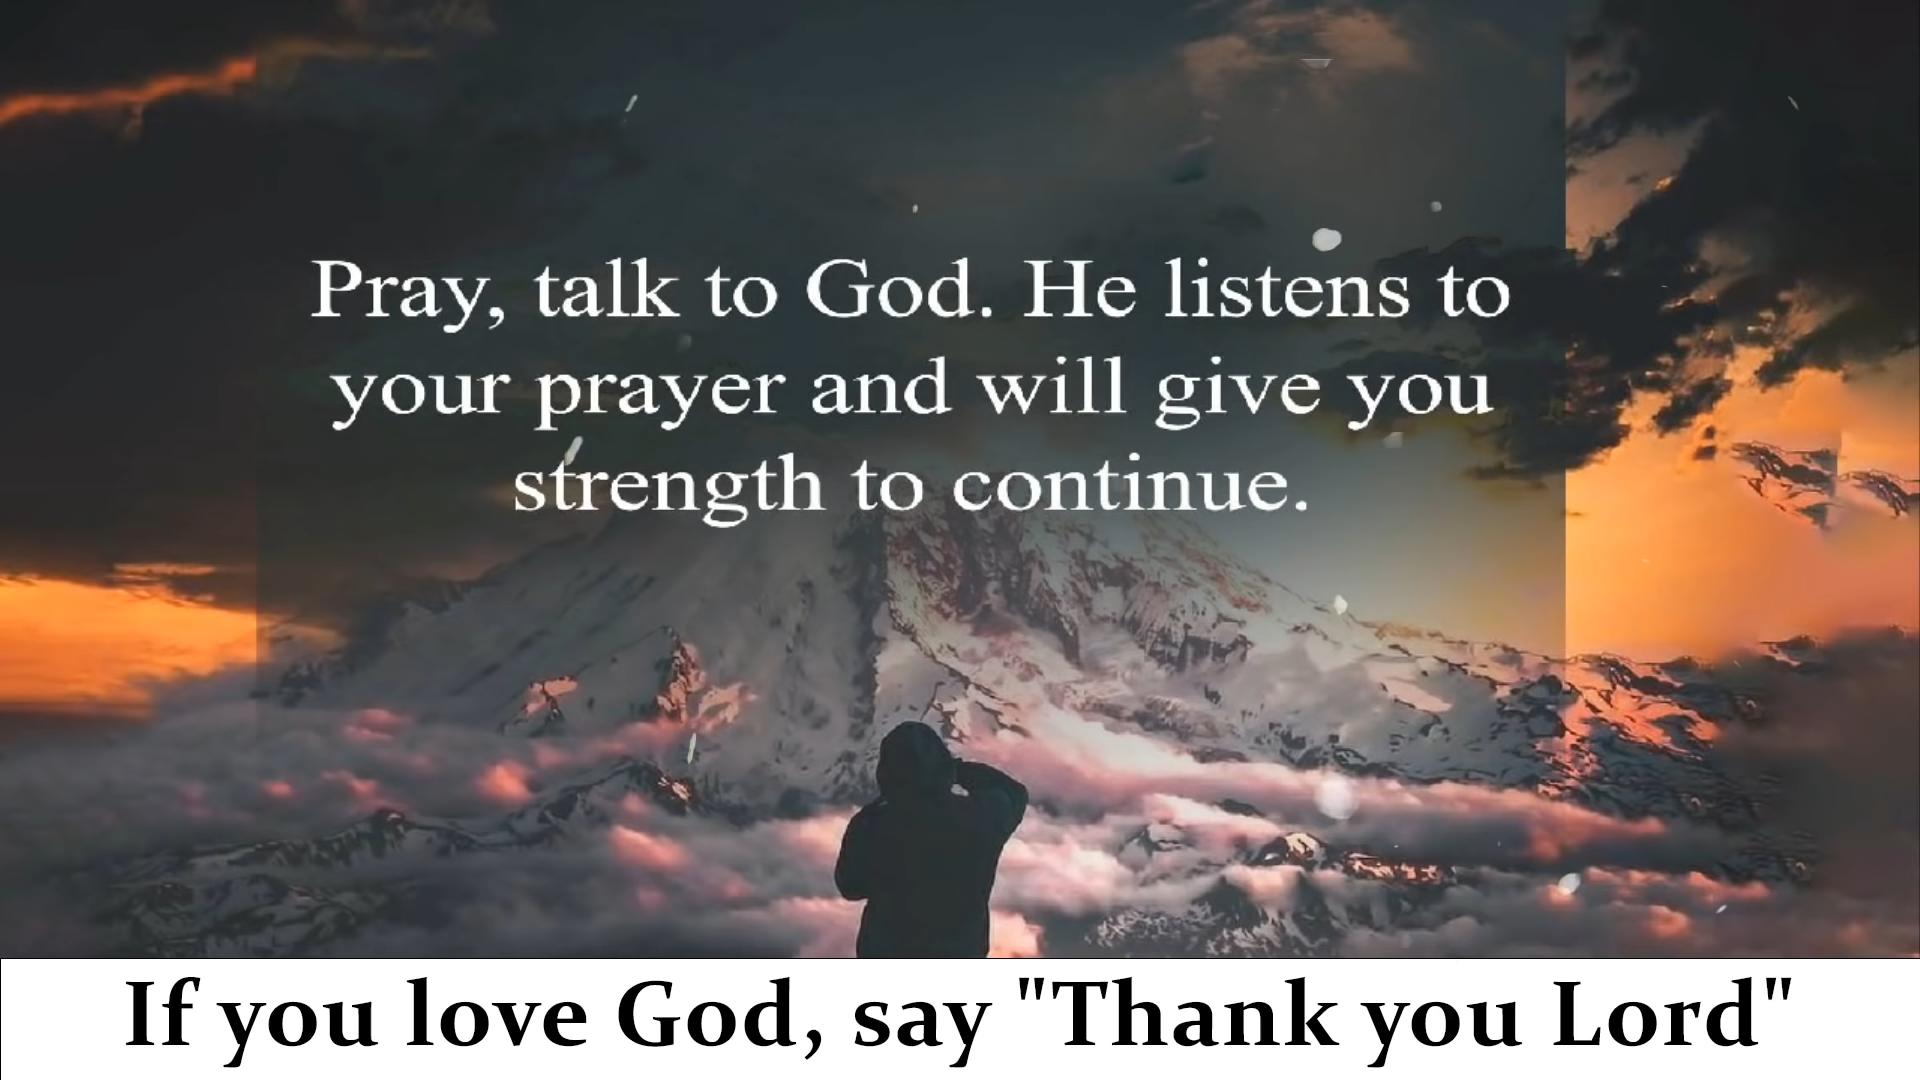 Pray, talk to God. He listens to
your prayer and will give you
strength to continue.
If you love God, say "Thank you Lord"